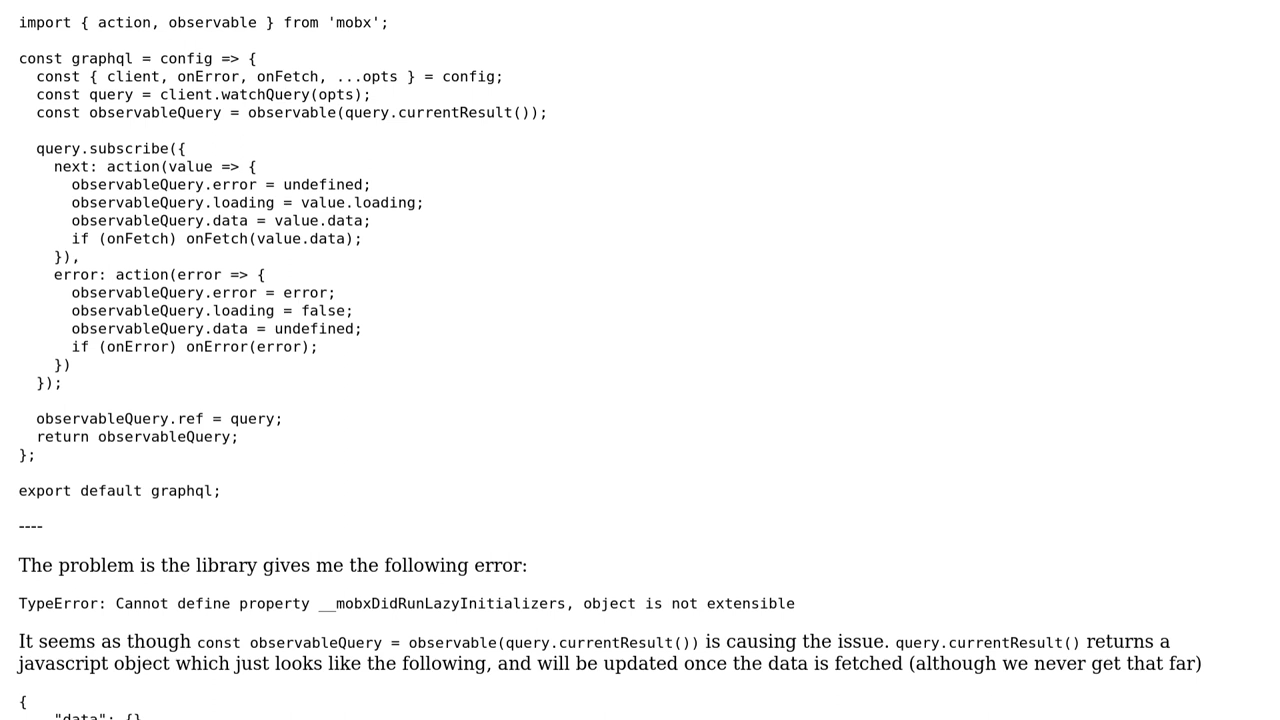 import { action, observable } from 'mobx';

const graphql = config => {
  const { client, onError, onFetch, ...opts } = config;
  const query = client.watchQuery(opts);
  const observableQuery = observable(query.currentResult());

  query.subscribe({
    next: action(value => {
      observableQuery.error = undefined;
      observableQuery.loading = value.loading;
      observableQuery.data = value.data;
      if (onFetch) onFetch(value.data);
    }),
    error: action(error => {
      observableQuery.error = error;
      observableQuery.loading = false;
      observableQuery.data = undefined;
      if (onError) onError(error);
    })
  });

  observableQuery.ref = query;
  return observableQuery;
};

export default graphql;

----

The problem is the library gives me the following error:

TypeError: Cannot define property __mobxDidRunLazyInitializers, object is not extensible

It seems as though const observableQuery = observable(query.currentResult()) is causing the issue. query.currentResult() returns a
javascript object which just looks like the following, and will be updated once the data is fetched (although we never get that far)

{
    "data": {}